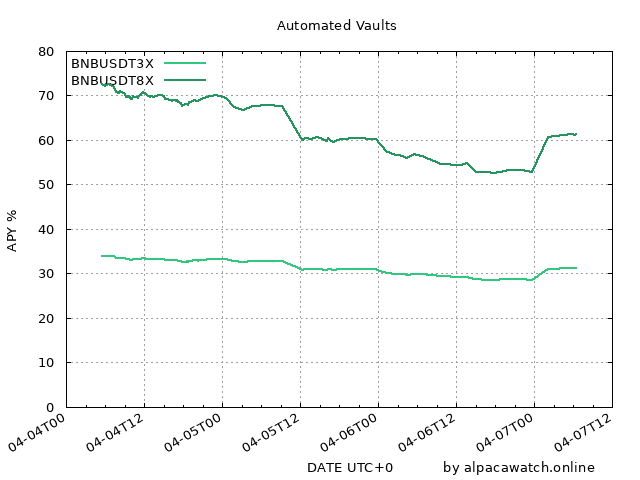 Automated Vaults
BNBUSDT3X
BNBUSDT8X
APY %
80
70
60
50
40
30
20
10
0
04-04T00
04-04T12
04-05T00
04-05T12
04-06T00
04-06T12
04-07T00
04-07T12
DATE UTC+0
by alpacawatch.online